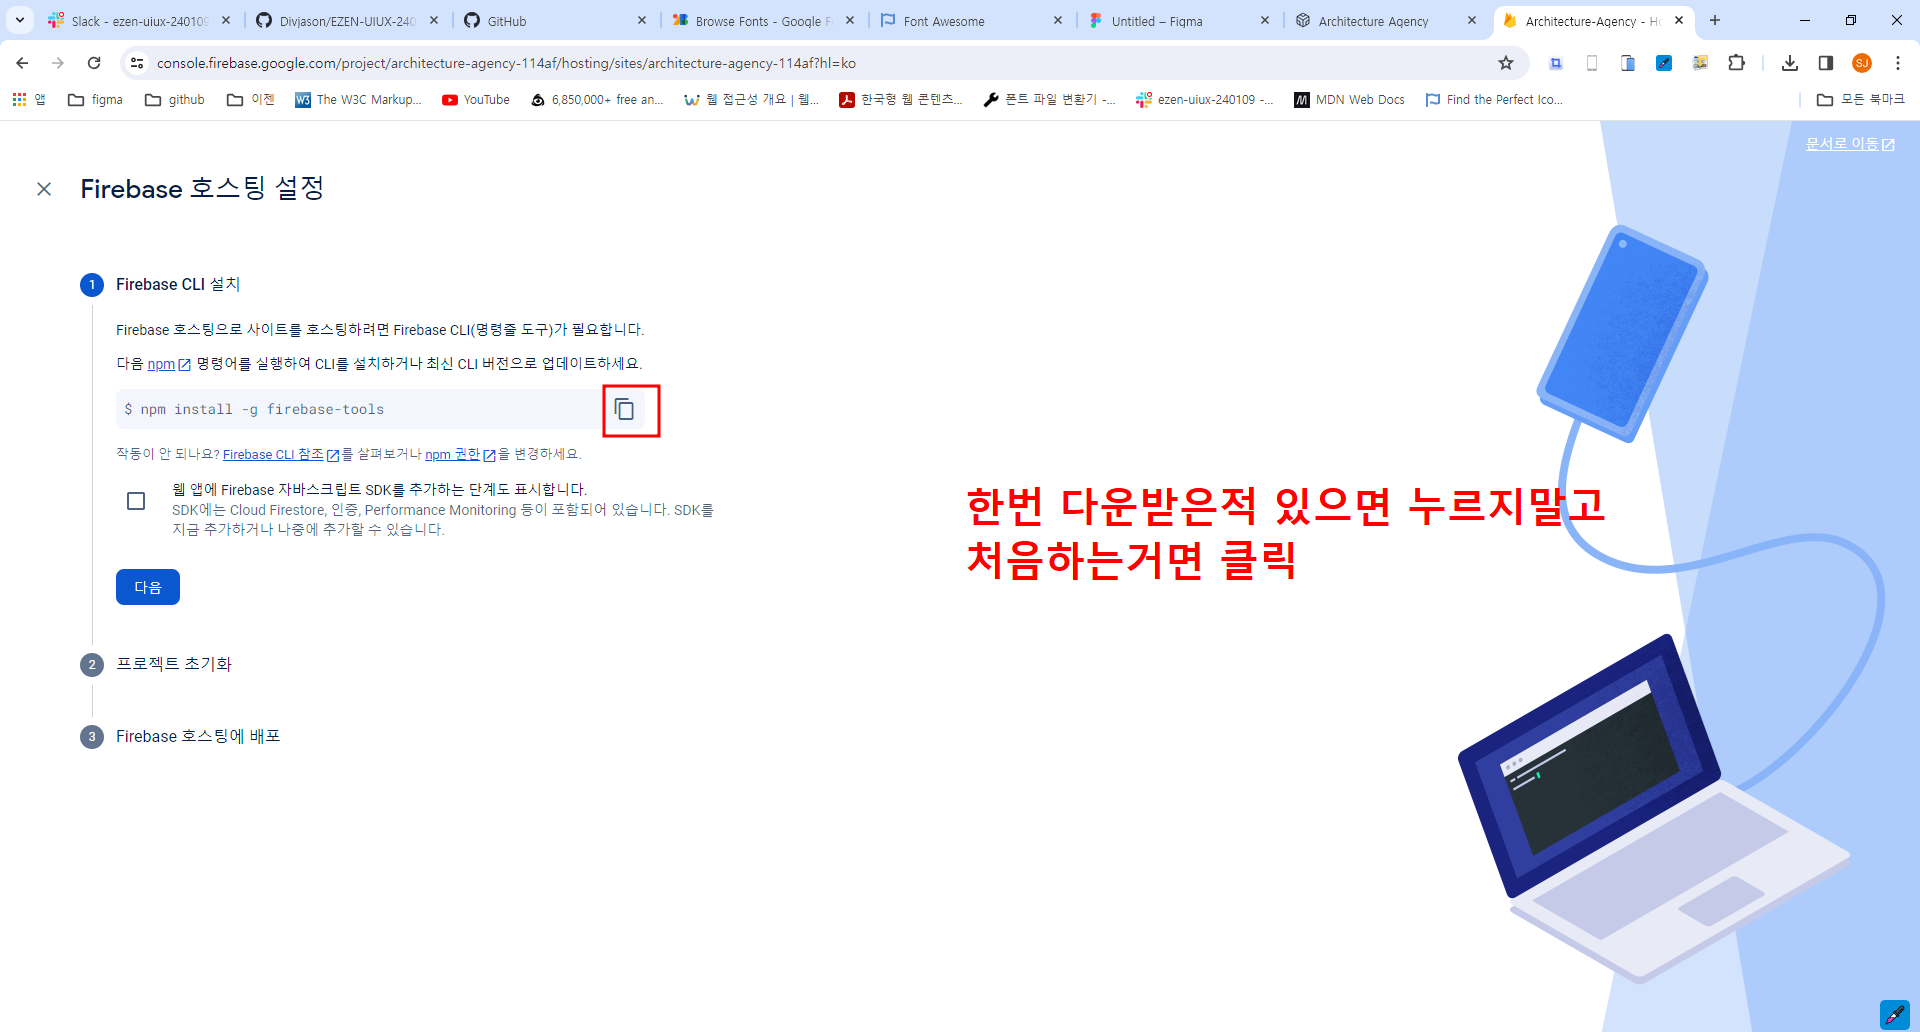 Slack - ezen-uiux-240109
Divjason/EZEN-UIUX-240
GitHub
Browse Fonts - Google F
Font Awesome
Untitled – Figma
Architecture Agency
Architecture-Agency - Ho
console.firebase.google.com/project/architecture-agency-114af/hosting/sites/architecture-agency-114af?hl=ko
SJ
앱
figma
github
이젠
The W3C Markup...
YouTube
6,850,000+ free an...
웹 접근성 개요 | 웹...
한국형 웹 콘텐츠...
폰트 파일 변환기 -...
ezen-uiux-240109 -...
MDN Web Docs
Find the Perfect Ico...
모든 북마크
문서로 이동
Firebase 호스팅 설정
1 Firebase CLI 설치
Firebase 호스팅으로 사이트를 호스팅하려면 Firebase CLI(명령줄 도구)가 필요합니다.
다음 npm 명령어를 실행하여 CLI를 설치하거나 최신 CLI 버전으로 업데이트하세요.
$ npm install -g firebase-tools
작동이 안 되나요? Firebase CLI 참조를 살펴보거나 npm 권한을 변경하세요.
웹 앱에 Firebase 자바스크립트 SDK를 추가하는 단계도 표시합니다.
SDK에는 Cloud Firestore, 인증, Performance Monitoring 등이 포함되어 있습니다. SDK를
지금 추가하거나 나중에 추가할 수 있습니다.
한번 다운받은적 있으면 누르지말고
처음하는거면 클릭
다음
2 프로젝트 초기화
3 Firebase 호스팅에 배포